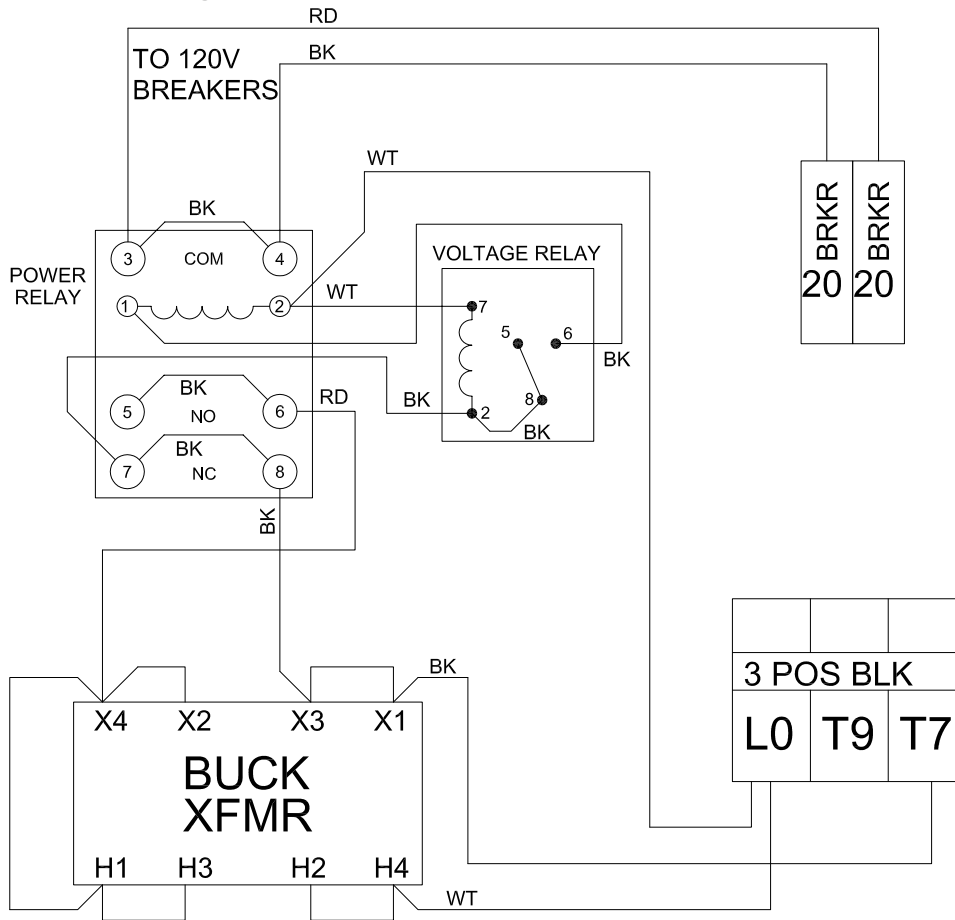 RD
TO 120V
BREAKERS
BK
WT
BK
3
COM
4
POWER
RELAY
1
2
WT
VOLTAGE RELAY
7
5
6
BK
8
2
BK
BK
BK
5
NO
6
RD
BK
7
NC
8
BK
20 BRKR
20 BRKR
3 POS BLK
L0 T9 T7
BK
X4 X2 X3 X1
BUCK
XFMR
H1 H3 H2 H4
WT